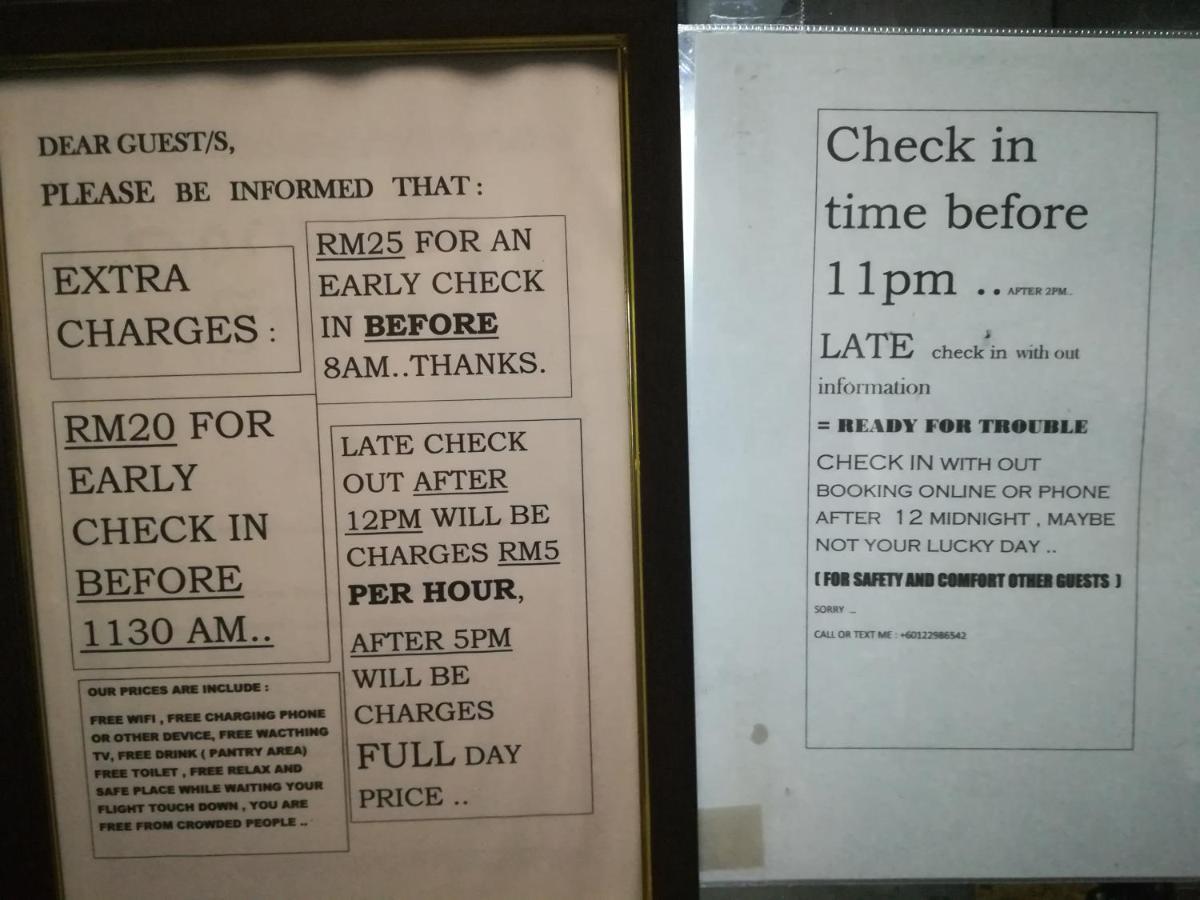 DEAR GUEST/S,
PLEASE BE INFORMED THAT :
EXTRA
CHARGES :
RM25 FOR AN
EARLY CHECK
IN BEFORE
8AM..THANKS.
RM20 FOR
EARLY
CHECK IN
BEFORE
1130 AM..
LATE CHECK
OUT AFTER
12PM WILL BE
CHARGES RM5
PER HOUR,
AFTER 5PM
WILL BE
CHARGES
FULL DAY
PRICE ..
OUR PRICES ARE INCLUDE :
FREE WIFI , FREE CHARGING PHONE
OR OTHER DEVICE, FREE WACTHING
TV, FREE DRINK ( PANTRY AREA)
FREE TOILET , FREE RELAX AND
SAFE PLACE WHILE WAITING YOUR
FLIGHT TOUCH DOWN , YOU ARE
FREE FROM CROWDED PEOPLE ..
Check in
time before
11pm .. AFTER 2PM..
LATE check in with out
information
= READY FOR TROUBLE
CHECK IN WITH OUT
BOOKING ONLINE OR PHONE
AFTER 12 MIDNIGHT , MAYBE
NOT YOUR LUCKY DAY ..
( FOR SAFETY AND COMFORT OTHER GUESTS )
SORRY ...
CALL OR TEXT ME : +60122986542